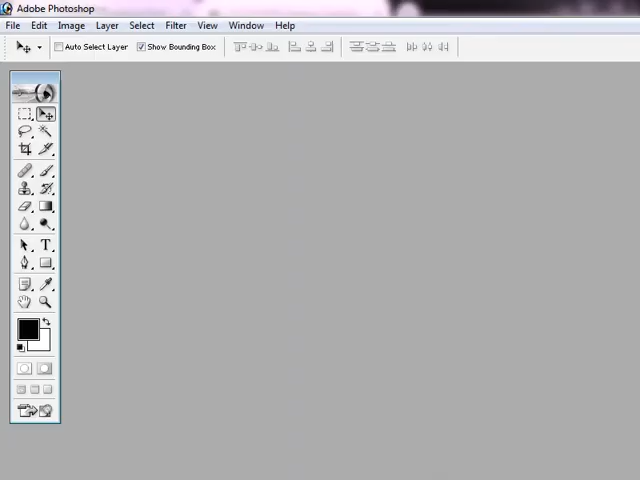 Adobe Photoshop
File Edit Image Layer Select Filter View Window Help
Auto Select Layer Show Bounding Box
T